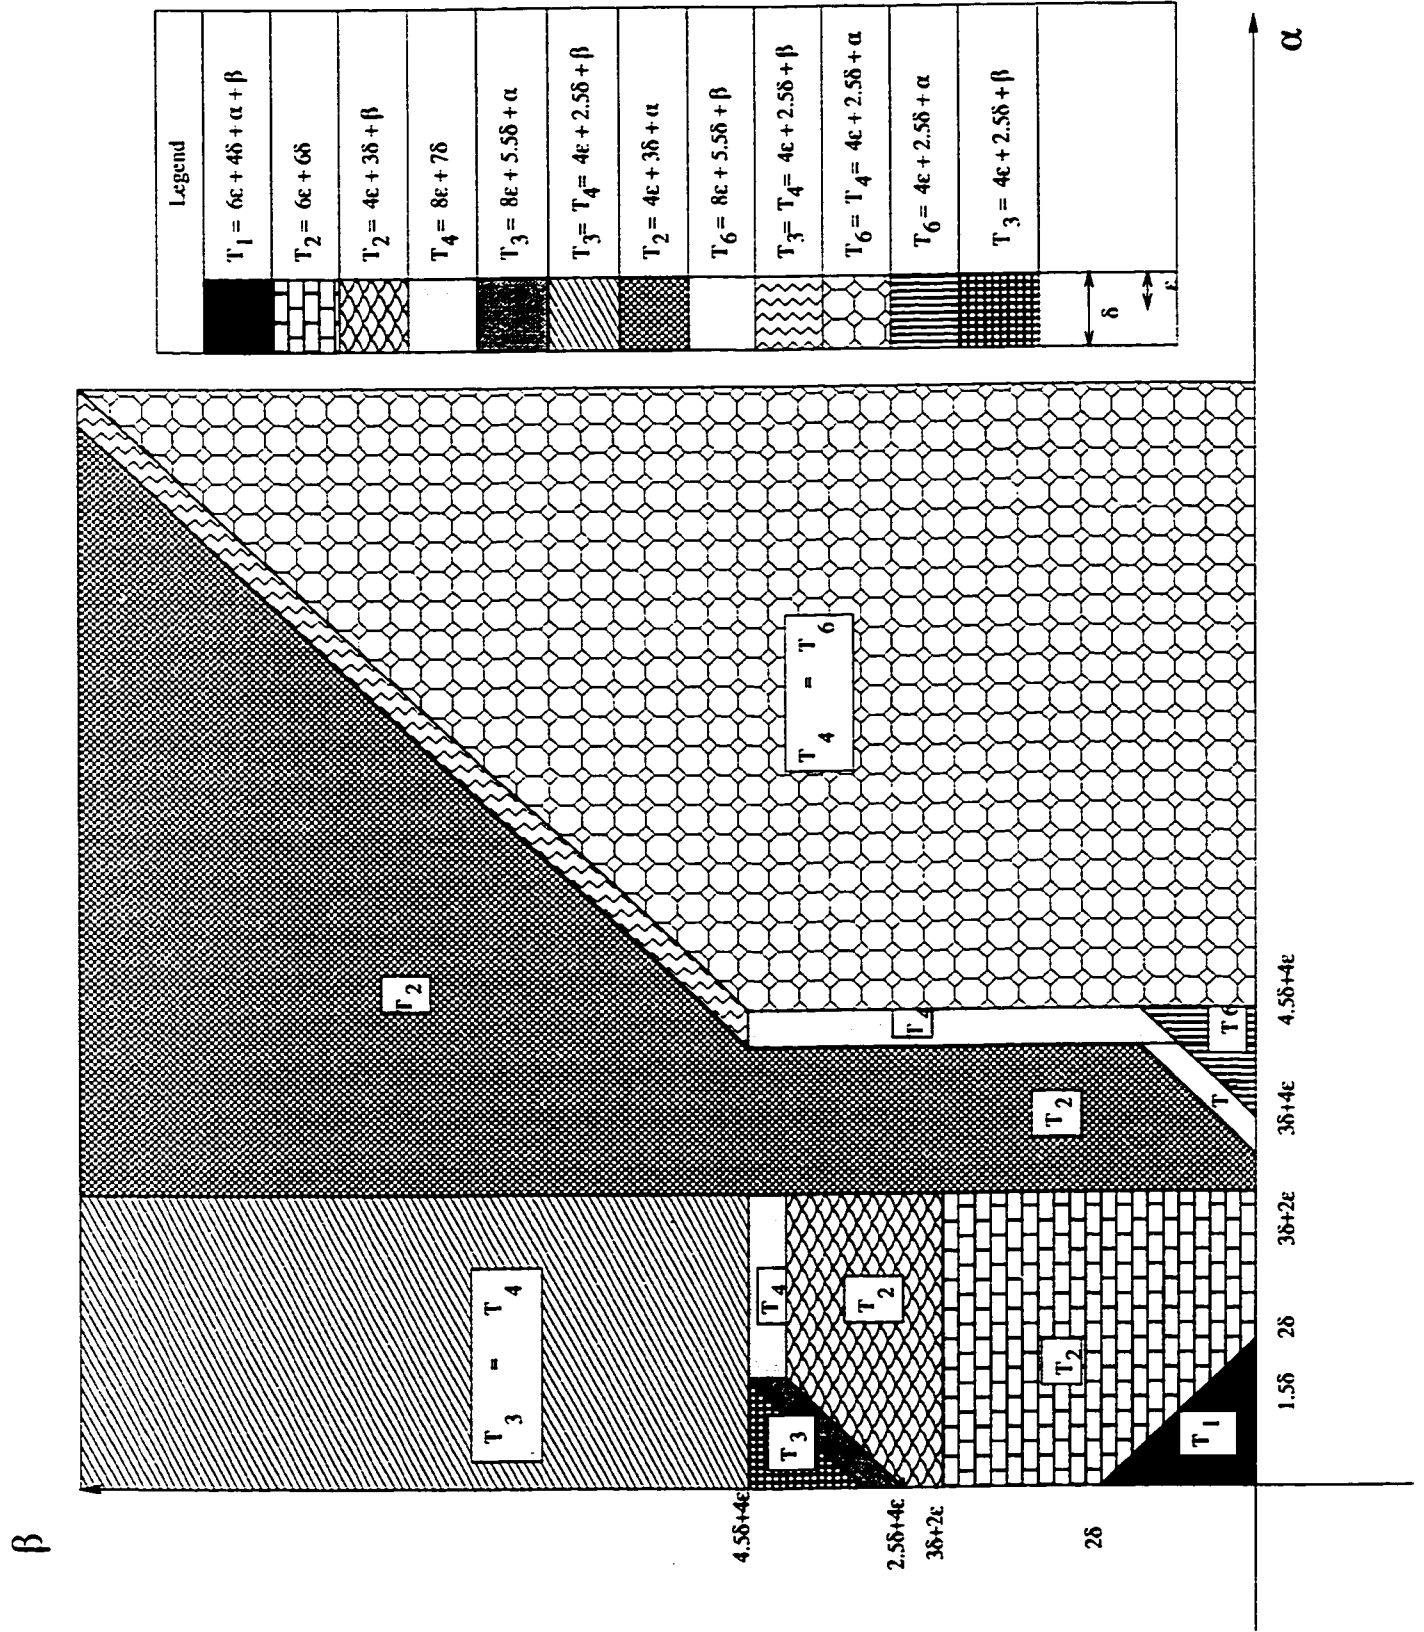 Legend
T1 = 6ε + 4δ + α + β
T2 = 6ε + 6δ
T2 = 4ε + 3δ + β
T4 = 8ε + 7δ
T3 = 8ε + 5.5δ + α
T3 = T4 = 4ε + 2.5δ + β
T2 = 4ε + 3δ + α
T6 = 8ε + 5.5δ + β
T3 = T4 = 4ε + 2.5δ + β
T6 = T4 = 4ε + 2.5δ + α
T6 = 4ε + 2.5δ + α
T3 = 4ε + 2.5δ + β
δ
ε
β
α
T3 = T4
T2
T4 = T6
T4
T3
T2
T2
T1
T2
T4
T6
T
4.5δ+4ε
2.5δ+4ε
3δ+2ε
2δ
1.5δ
2δ
3δ+2ε
3δ+4ε
4.5δ+4ε